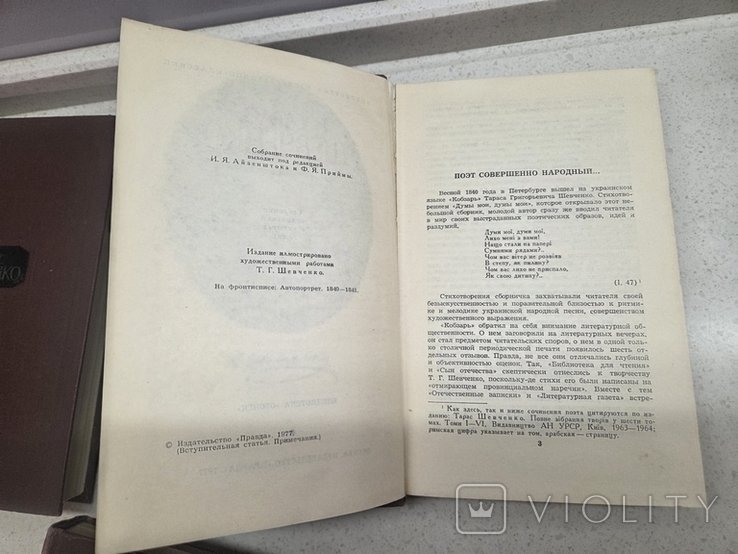 КО
Собрание сочинений
выходит под редакцией
И. Я. Айзенштока и Ф. Я. Приймы.
Издание иллюстрировано
художественными работами
Т. Г. Шевченко.
На фронтисписе: Автопортрет. 1840—1841.
© Издательство «Правда», 1977.
(Вступительная статья. Примечания.)
ПОЭТ СОВЕРШЕННО НАРОДНЫЙ...
Весной 1840 года в Петербурге вышел на украинском
языке «Кобзарь» Тараса Григорьевича Шевченко. Стихотво-
рением «Думы мои, думы мои», которое открывало этот не-
большой сборник, молодой автор сразу же вводил читателя
в мир своих выстраданных поэтических образов, идей и
раздумий,
Думи мої, думи мої,
Лихо мені з вами!
Нащо стали на папері
Сумними рядами?..
Чом вас вітер не розвіяв
В степу, як пилину?
Чом вас лихо не приспало,
Як свою дитину?..
(I, 47) ¹
Стихотворения сборничка захватывали читателя своей
безыскусственностью и поразительной близостью к ритми-
ке и мелодике украинской народной песни, совершенством
художественного выражения.
«Кобзарь» обратил на себя внимание литературной об-
щественности. О нем заговорили на литературных вечерах,
он стал предметом читательских споров, о нем в одной толь-
ко столичной периодической печати появилось шесть от-
дельных отзывов. Правда, не все они отличались глубиной
и объективностью оценок. Так, «Библиотека для чтения»
и «Сын отечества» скептически отнеслись к творчеству
Т. Г. Шевченко, поскольку-де стихи его были написаны на
«отмирающем провинциальном наречии». Вместе с тем
«Отечественные записки» и «Литературная газета» встре-
¹ Как здесь, так и ниже сочинения поэта цитируются по из-
данию: Тарас Шевченко. Повне зібрання творів у шести
томах. Томи I—VI, Видавництво АН УРСР, Київ, 1963—1964;
римская цифра указывает на том, арабская — страницу.
3
VIOLITY